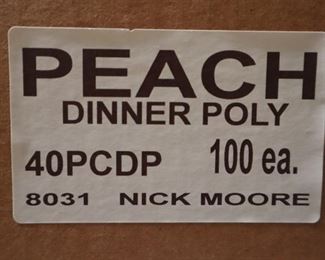 PEACH
DINNER POLY
40PCDP 100 ea.
8031 NICK MOORE